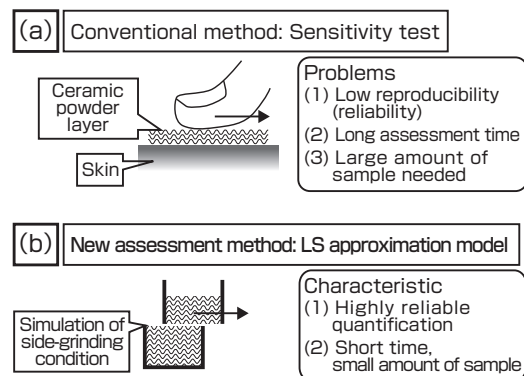 (a) Conventional method: Sensitivity test
Ceramic
powder
layer
Skin
Problems
(1) Low reproducibility
(reliability)
(2) Long assessment time
(3) Large amount of
sample needed
(b) New assessment method: LS approximation model
Simulation of
side-grinding
condition
Characteristic
(1) Highly reliable
quantification
(2) Short time,
small amount of sample